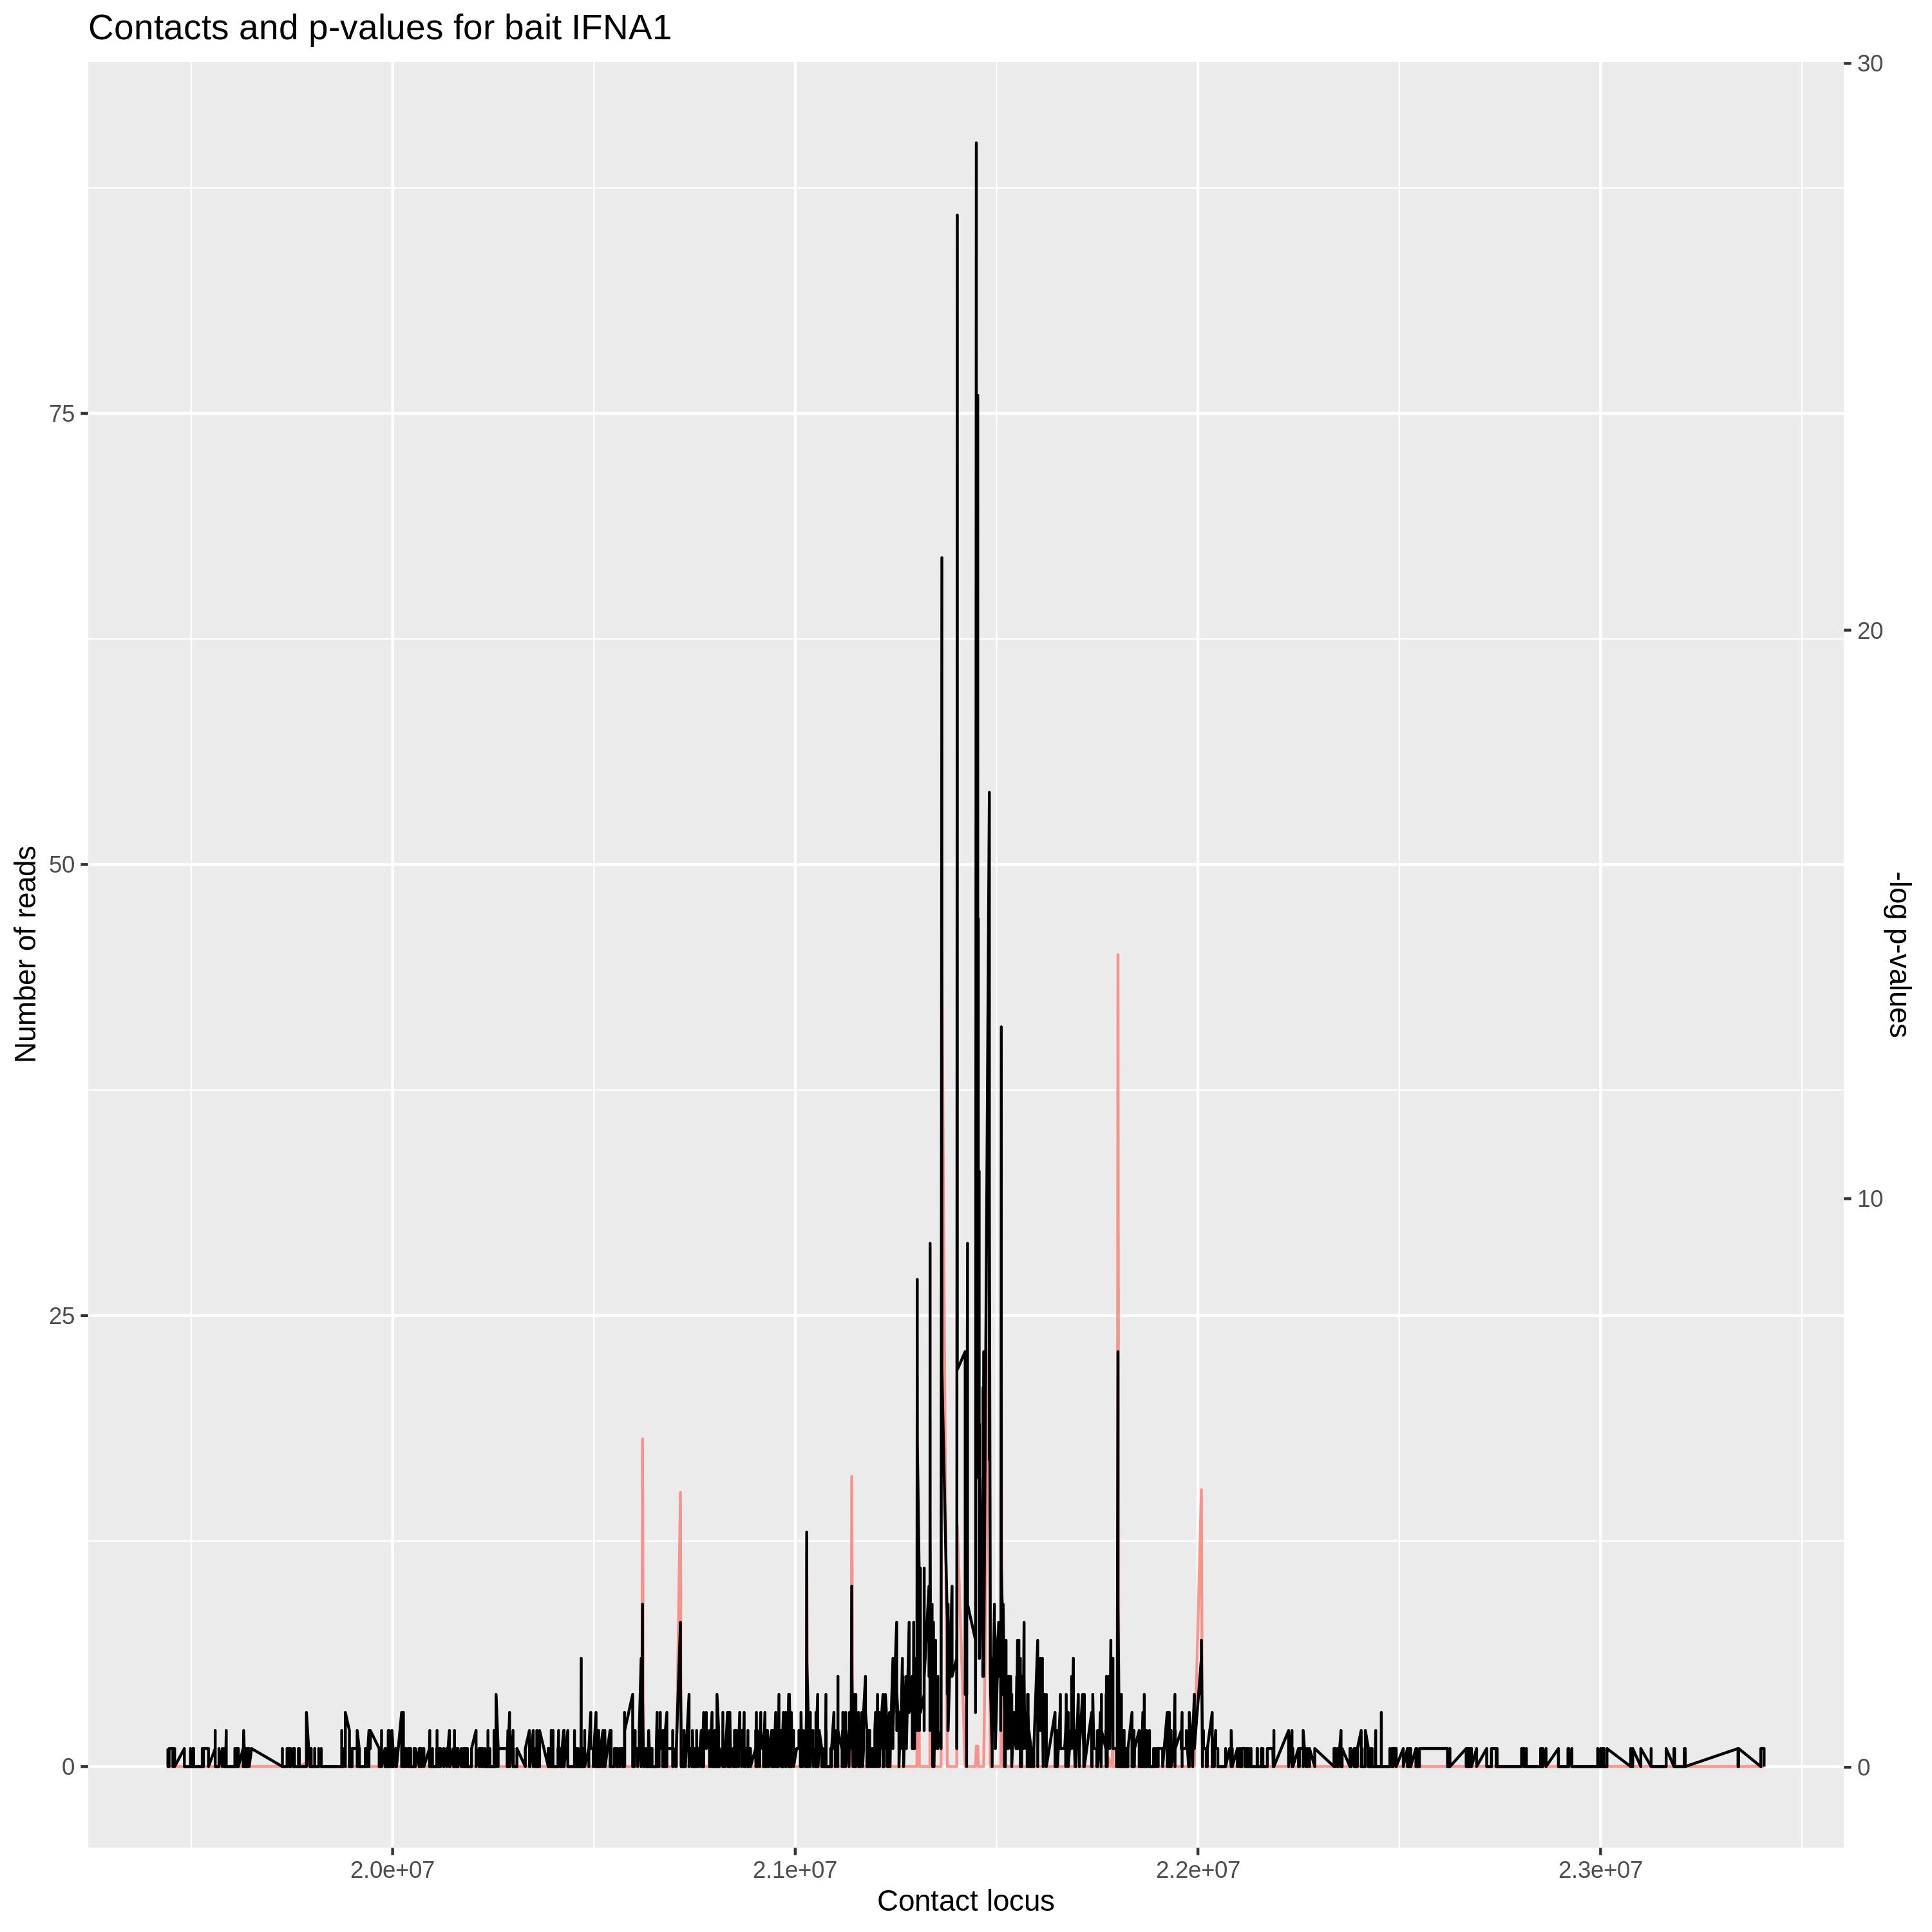 Contacts and p-values for bait IFNA1
30
75
20
50
Number of reads
-log p-values
10
25
0
0
2.0e+07
2.1e+07
2.2e+07
2.3e+07
Contact locus